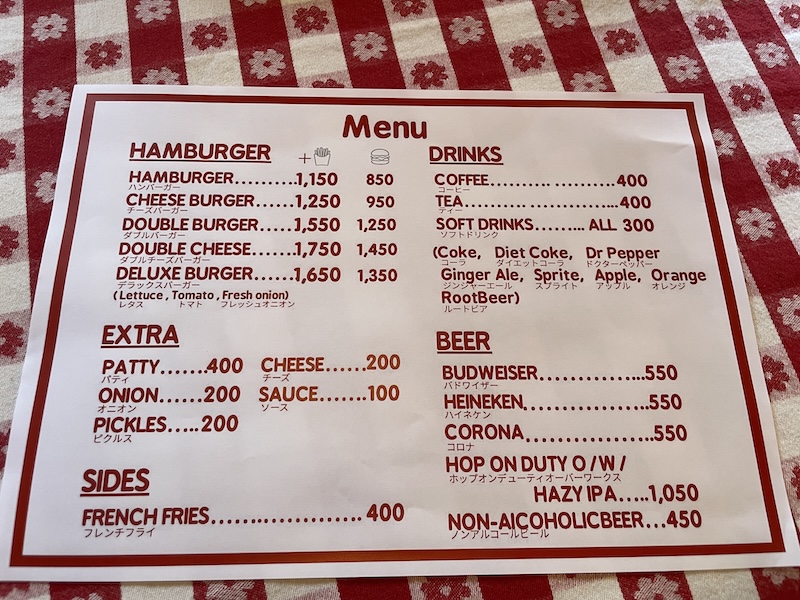 Menu
HAMBURGER +
HAMBURGER.........1,150 850
ハンバーガー
CHEESE BURGER......1,250 950
チーズバーガー
DOUBLE BURGER.....1,550 1,250
ダブルバーガー
DOUBLE CHEESE......1,750 1,450
ダブルチーズバーガー
DELUXE BURGER......1,650 1,350
デラックスバーガー
(Lettuce , Tomato , Fresh onion)
レタス トマト フレッシュオニオン
EXTRA
PATTY.......400 CHEESE......200
パティ チーズ
ONION......200 SAUCE.......100
オニオン ソース
PICKLES.....200
ピクルス
SIDES
FRENCH FRIES..................... 400
フレンチフライ
DRINKS
COFFEE........... ............400
コーヒー
TEA............. .............400
ティー
SOFT DRINKS......... ALL 300
ソフトドリンク
(Coke, Diet Coke, Dr Pepper
コーラ ダイエットコーラ ドクターペッパー
Ginger Ale, Sprite, Apple, Orange
ジンジャーエール スプライト アップル オレンジ
RootBeer)
ルートビア
BEER
BUDWEISER...............550
バドワイザー
HEINEKEN.................550
ハイネケン
CORONA..................550
コロナ
HOP ON DUTY O/W/
ホップオンデューティオーバーワークス
HAZY IPA.....1,050
NON-AICOHOLICBEER...450
ノンアルコールビール